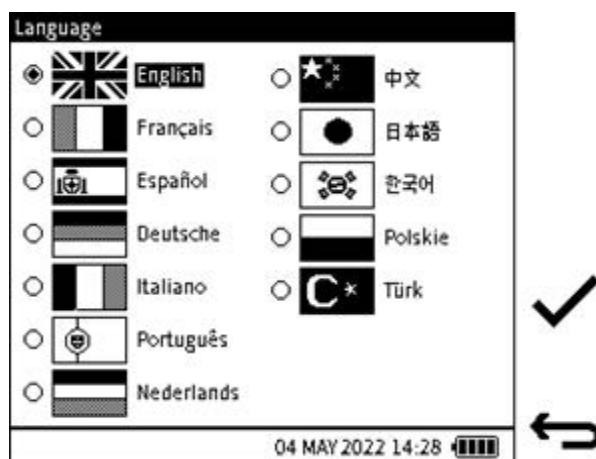 Language
English
Français
Español
Deutsche
Italiano
Português
Nederlands
中文
日本語
한국어
Polskie
Türk
04 MAY 2022 14:28